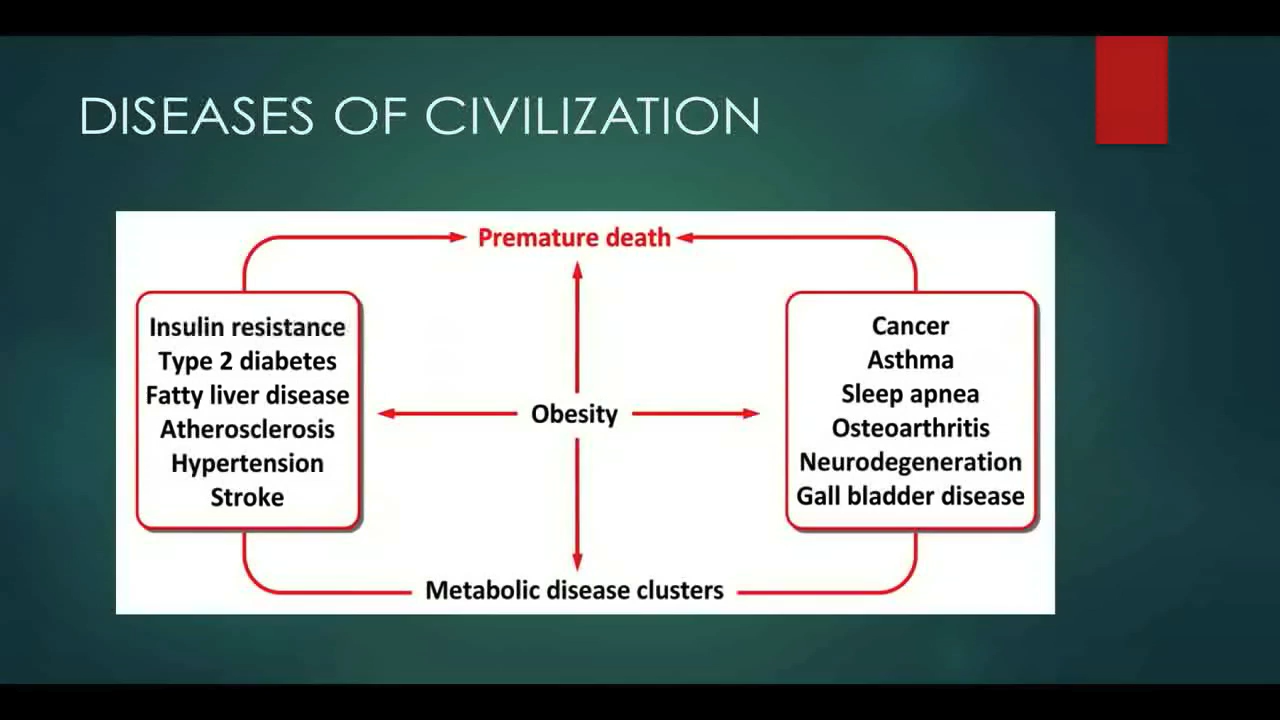 DISEASES OF CIVILIZATION
Premature death
Insulin resistance
Type 2 diabetes
Fatty liver disease
Atherosclerosis
Hypertension
Stroke
Obesity
Cancer
Asthma
Sleep apnea
Osteoarthritis
Neurodegeneration
Gall bladder disease
Metabolic disease clusters